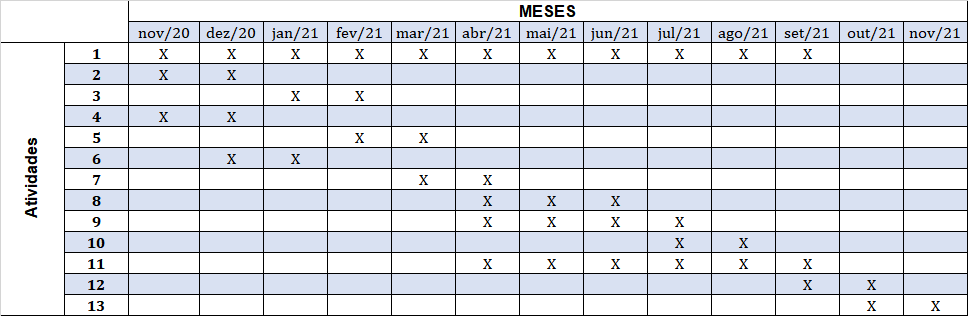 MESES
nov/20 dez/20 jan/21 fev/21 mar/21 abr/21 mai/21 jun/21 jul/21 ago/21 set/21 out/21 nov/21
Atividades
1 X X X X X X X X X X X
2 X X
3 X X
4 X X
5 X X
6 X X
7 X X
8 X X X
9 X X X X
10 X X
11 X X X X X X
12 X X
13 X X